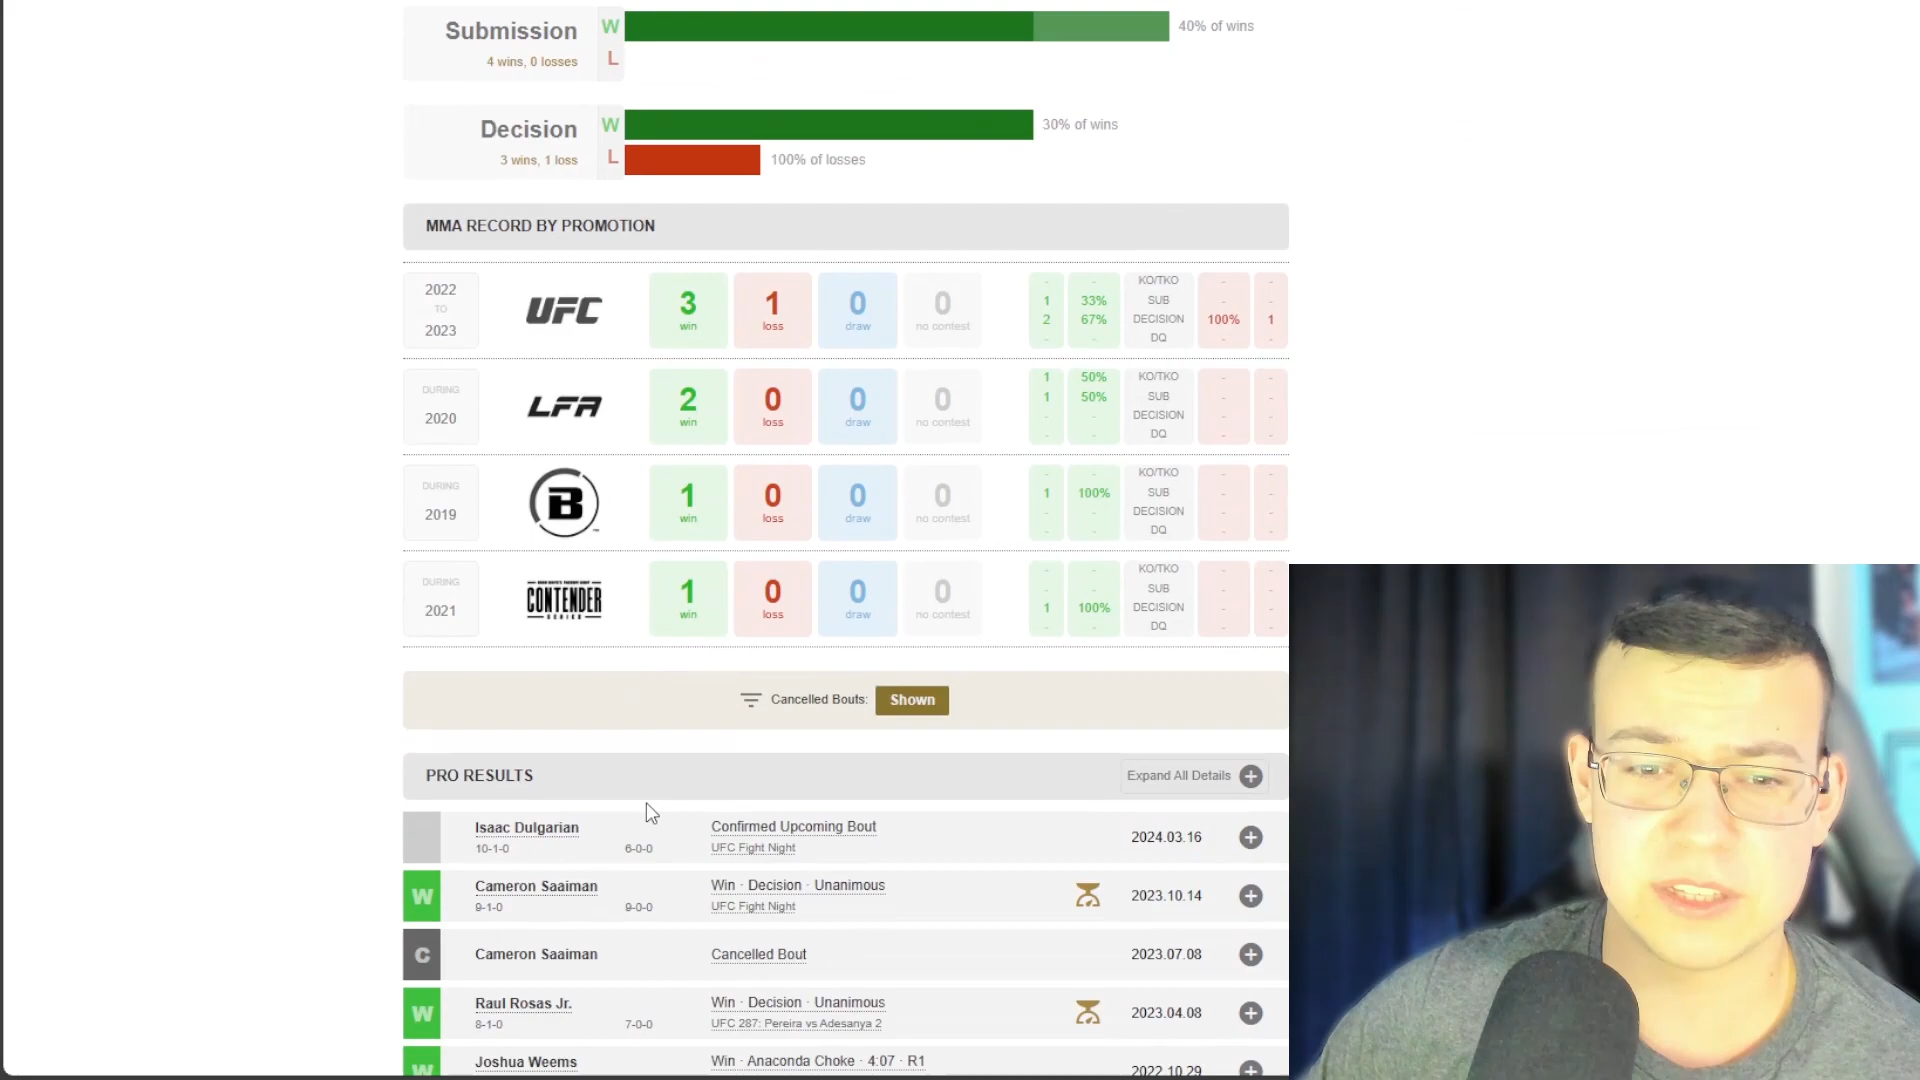 Submission
4 wins, 0 losses
W
L
40% of wins
Decision
3 wins, 1 loss
W
L
30% of wins
100% of losses
MMA RECORD BY PROMOTION
2022
TO
2023
UFC
3
win
1
loss
0
draw
0
no contest
- - KO/TKO - -
1 33% SUB - -
2 67% DECISION 100% 1
- - DQ - -
DURING
2020
LFA
2
win
0
loss
0
draw
0
no contest
1 50% KO/TKO - -
1 50% SUB - -
- - DECISION - -
- - DQ - -
DURING
2019
B
1
win
0
loss
0
draw
0
no contest
- - KO/TKO - -
1 100% SUB - -
- - DECISION - -
- - DQ - -
DURING
2021
CONTENDER
SERIES
1
win
0
loss
0
draw
0
no contest
- - KO/TKO - -
- - SUB - -
1 100% DECISION - -
- - DQ - -
Cancelled Bouts: Shown
PRO RESULTS
Expand All Details
Isaac Dulgarian
10-1-0 6-0-0
Confirmed Upcoming Bout
UFC Fight Night
2024.03.16
W
Cameron Saaiman
9-1-0 9-0-0
Win · Decision · Unanimous
UFC Fight Night
2023.10.14
C
Cameron Saaiman
Cancelled Bout
2023.07.08
W
Raul Rosas Jr.
8-1-0 7-0-0
Win · Decision · Unanimous
UFC 287: Pereira vs Adesanya 2
2023.04.08
W
Joshua Weems
Win · Anaconda Choke · 4:07 · R1
2022.10.29